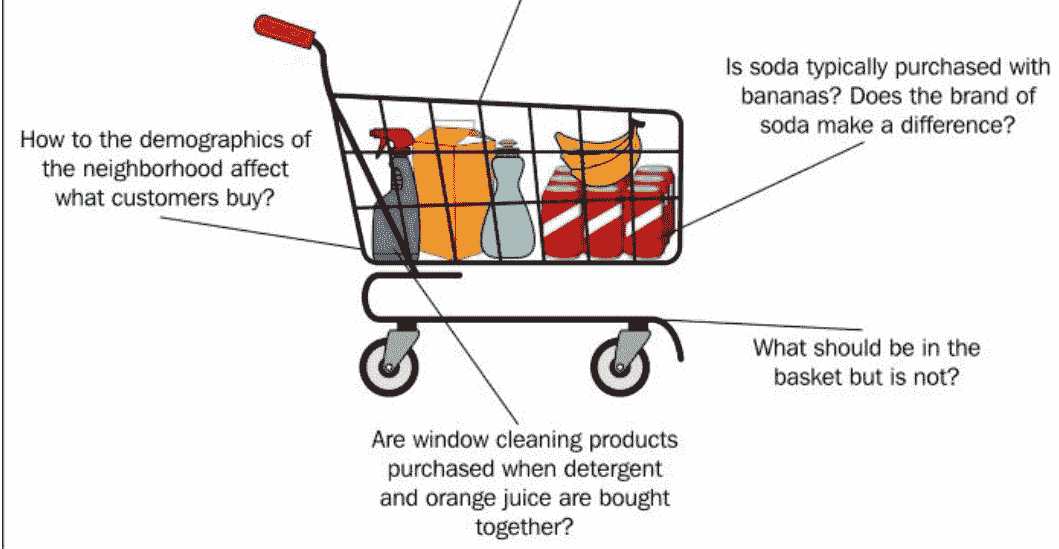 Is soda typically purchased with
bananas? Does the brand of
soda make a difference?
How to the demographics of
the neighborhood affect
what customers buy?
What should be in the
basket but is not?
Are window cleaning products
purchased when detergent
and orange juice are bought
together?